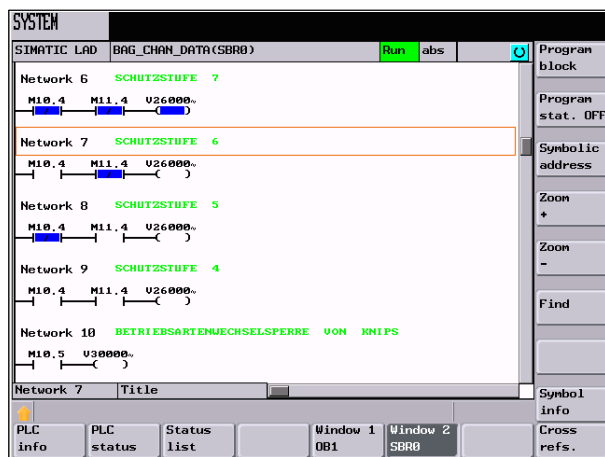 SYSTEM
SIMATIC LAD BAG_CHAN_DATA(SBR0) Run abs
Network 6 SCHUTZSTUFE 7
M10.4 M11.4 V26000~
Network 7 SCHUTZSTUFE 6
M10.4 M11.4 V26000~
Network 8 SCHUTZSTUFE 5
M10.4 M11.4 V26000~
Network 9 SCHUTZSTUFE 4
M10.4 M11.4 V26000~
Network 10 BETRIEBSARTENWECHSELSPERRE VON KNIPS
M10.5 V30000~
Network 7 Title
Program
block
Program
stat. OFF
Symbolic
address
Zoom
+
Zoom
-
Find
Symbol
info
Cross
refs.
PLC
info
PLC
status
Status
list
Window 1
OB1
Window 2
SBR0